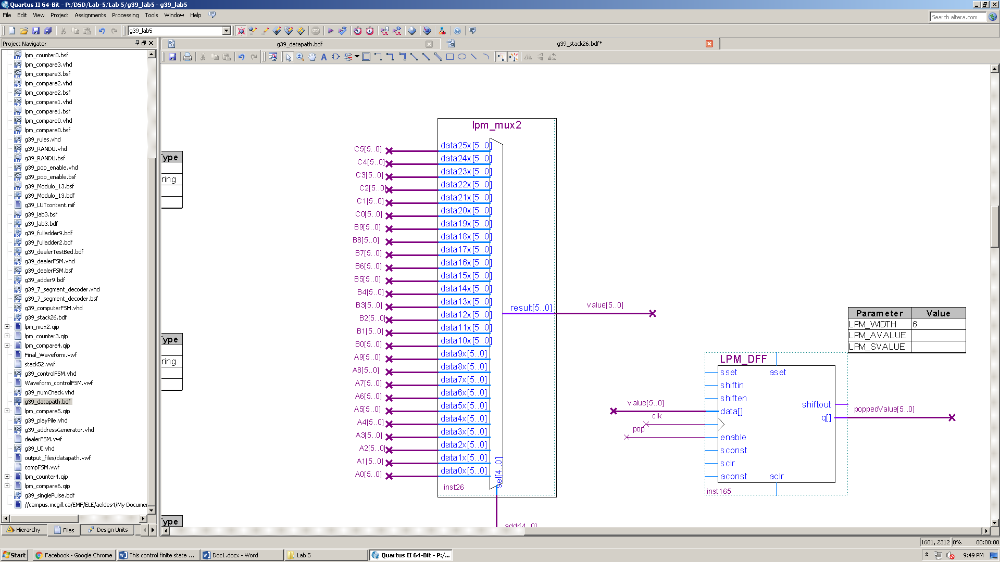 Quartus II 64-Bit - P:/DSD/Lab-5/Lab 5/g39_lab5 - g39_lab5
File Edit View Project Assignments Processing Tools Window Help
Search altera.com
g39_lab5
Project Navigator
g39_datapath.bdf
g39_stack26.bdf*
lpm_counter0.bsf
lpm_compare3.vhd
lpm_compare3.bsf
lpm_compare2.vhd
lpm_compare2.bsf
lpm_compare1.vhd
lpm_compare1.bsf
lpm_compare0.vhd
lpm_compare0.bsf
g39_rules.vhd
g39_RANDU.vhd
g39_RANDU.bsf
g39_pop_enable.vhd
g39_pop_enable.bsf
g39_Modulo_13.bsf
g39_Modulo_13.bdf
g39_LUTcontent.mif
g39_lab3.bsf
g39_lab3.bdf
g39_fulladder9.bdf
g39_fulladder2.bdf
g39_dealerTestBed.bdf
g39_dealerFSM.vhd
g39_dealerFSM.bsf
g39_adder9.bdf
g39_7_segment_decoder.vhd
g39_7_segment_decoder.bsf
g39_computerFSM.vhd
g39_stack26.bdf
lpm_mux2.qip
lpm_counter3.qip
lpm_compare4.qip
Final_Waveform.vwf
stack52.vwf
g39_controlFSM.vhd
Waveform_controlFSM.vwf
g39_numCheck.vhd
g39_datapath.bdf
lpm_compare5.qip
g39_playPile.vhd
g39_addressGenerator.vhd
dealerFSM.vwf
g39_UI.vhd
output_files/datapath.vwf
compFSM.vwf
lpm_counter4.qip
lpm_compare6.qip
g39_singlePulse.bdf
//campus.mcgill.ca/EMF/ELE/aeldes4/My Documer
Hierarchy Files Design Units
ype
ring
ype
ring
ype
lpm_mux2
C5[5..0] data25x[5..0]
C4[5..0] data24x[5..0]
C3[5..0] data23x[5..0]
C2[5..0] data22x[5..0]
C1[5..0] data21x[5..0]
C0[5..0] data20x[5..0]
B9[5..0] data19x[5..0]
B8[5..0] data18x[5..0]
B7[5..0] data17x[5..0]
B6[5..0] data16x[5..0]
B5[5..0] data15x[5..0]
B4[5..0] data14x[5..0]
B3[5..0] data13x[5..0]
B2[5..0] data12x[5..0]
B1[5..0] data11x[5..0]
B0[5..0] data10x[5..0]
A9[5..0] data9x[5..0]
A8[5..0] data8x[5..0]
A7[5..0] data7x[5..0]
A6[5..0] data6x[5..0]
A5[5..0] data5x[5..0]
A4[5..0] data4x[5..0]
A3[5..0] data3x[5..0]
A2[5..0] data2x[5..0]
A1[5..0] data1x[5..0]
A0[5..0] data0x[5..0]
sel[4..0]
inst26
addr[4..0]
result[5..0] value[5..0]
Parameter Value
LPM_WIDTH 6
LPM_AVALUE
LPM_SVALUE
LPM_DFF
sset aset
shiftin
shiften
shiftout
value[5..0] data[] q[] poppedValue[5..0]
clk
pop enable
sconst
sclr
aconst aclr
inst165
1601, 2312 0% 00:00:00
Start Facebook - Google Chrome This control finite state ... Doc1.docx - Word Lab 5 Quartus II 64-Bit - P:/... 9:49 PM